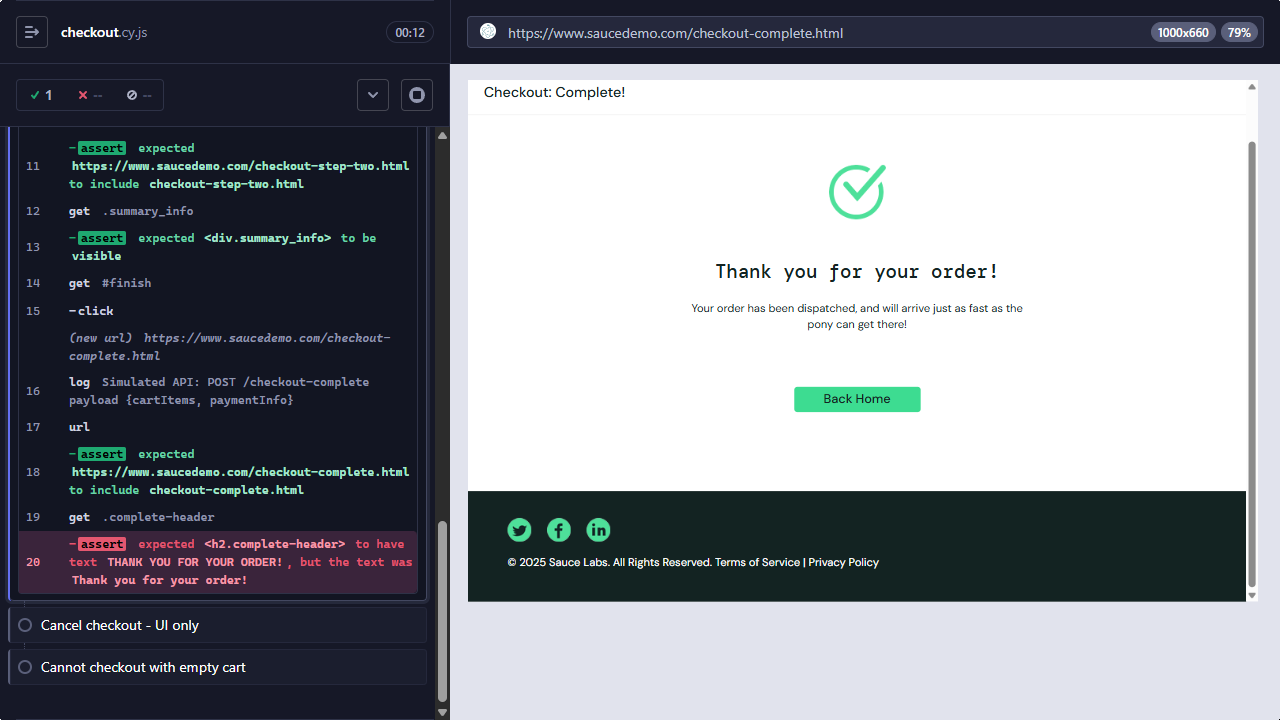 checkout.cy.js
00:12
1
--
--
-assert expected
11
https://www.saucedemo.com/checkout-step-two.html
to include checkout-step-two.html
12 get .summary_info
-assert expected <div.summary_info> to be
13
visible
14 get #finish
15 -click
(new url) https://www.saucedemo.com/checkout-
complete.html
log Simulated API: POST /checkout-complete
16
payload {cartItems, paymentInfo}
17 url
-assert expected
18
https://www.saucedemo.com/checkout-complete.html
to include checkout-complete.html
19 get .complete-header
-assert expected <h2.complete-header> to have
20
text THANK YOU FOR YOUR ORDER!, but the text was
Thank you for your order!
Cancel checkout - UI only
Cannot checkout with empty cart
https://www.saucedemo.com/checkout-complete.html
1000x660
79%
Checkout: Complete!
Thank you for your order!
Your order has been dispatched, and will arrive just as fast as the
pony can get there!
Back Home
© 2025 Sauce Labs. All Rights Reserved. Terms of Service | Privacy Policy